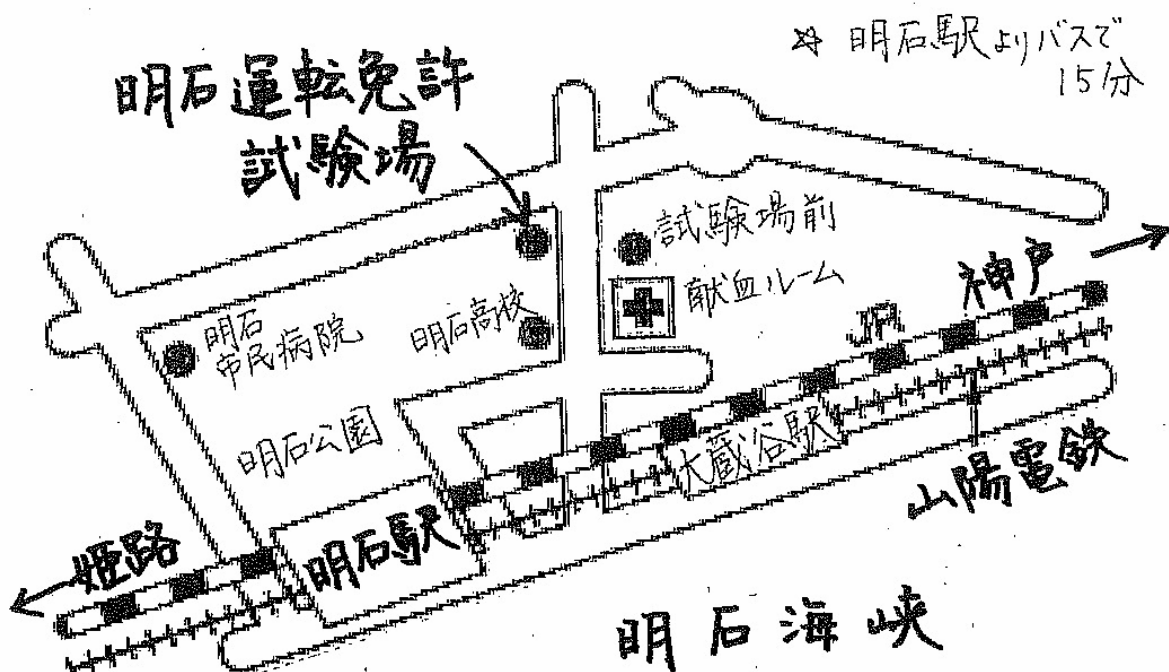 ☆ 明石駅よりバスで
15分
明石運転免許
試験場
試験場前
献血ルーム
神戸
JR
明石
市民病院
明石高校
明石公園
大蔵谷駅
山陽電鉄
姫路
明石駅
明石海峡